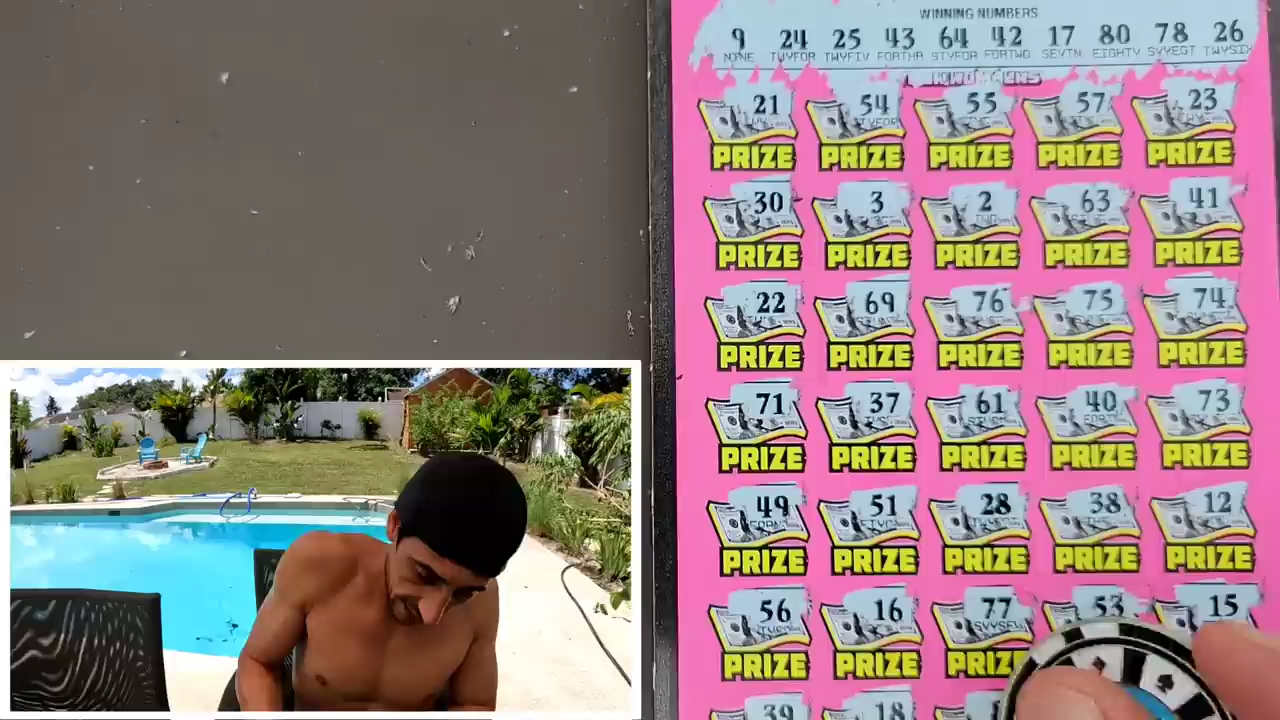 WINNING NUMBERS
9 24 25 43 64 42 17 80 78 26
NINE TWYFOR TWYFIV FORTHR STYFOR FORTWO SEVTN EIGHTY SVYEGT TWYSIX
21 54 55 57 23
PRIZE PRIZE PRIZE PRIZE PRIZE
30 3 2 63 41
PRIZE PRIZE PRIZE PRIZE PRIZE
22 69 76 75 74
PRIZE PRIZE PRIZE PRIZE PRIZE
71 37 61 40 73
PRIZE PRIZE PRIZE PRIZE PRIZE
49 51 28 38 12
PRIZE PRIZE PRIZE PRIZE PRIZE
56 16 77 53 15
PRIZE PRIZE PRIZE
39 18